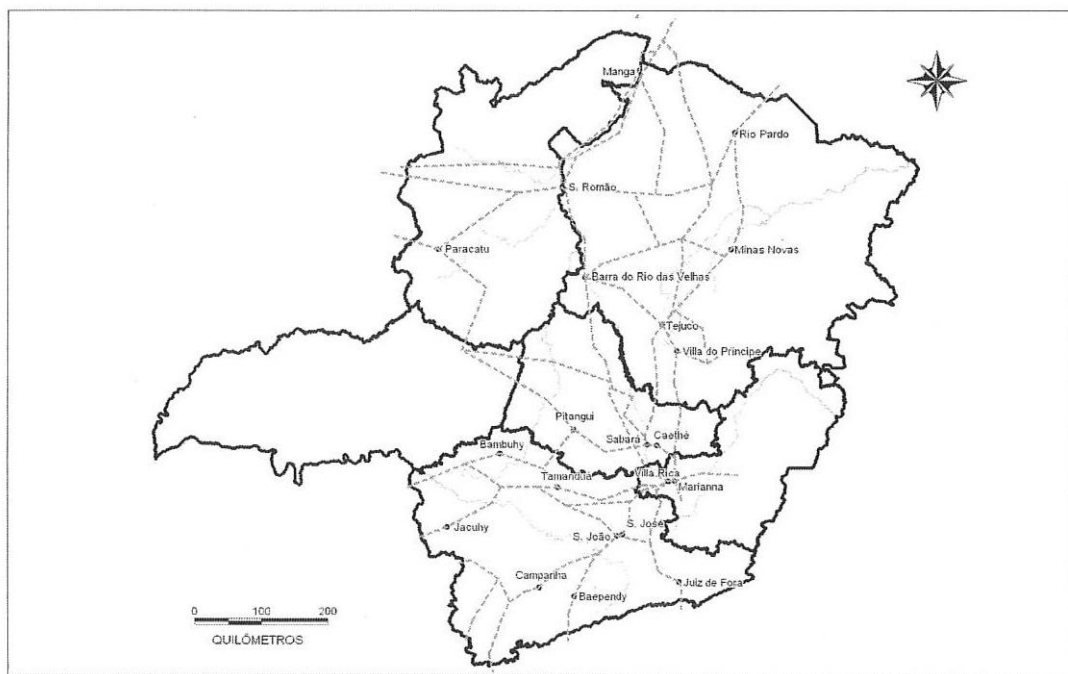 Manga
Rio Pardo
S. Romão
Paracatu
Minas Novas
Barra do Rio das Velhas
Tejuco
Villa do Príncipe
Pitangui
Sabará
Caethé
Bambuhy
Villa Rica
Tamanduá
Marianna
Jacuhy
S. José
S. João
Campanha
Juiz de Fora
Baependy
0 100 200
QUILÔMETROS